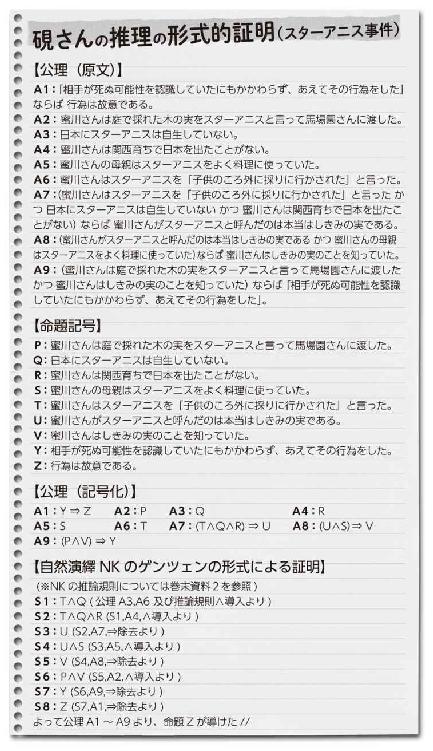 硯さんの推理の形式的証明(スターアニス事件)
【公理(原文)】
A1:「相手が死ぬ可能性を認識していたにもかかわらず、あえてその行為をした」
ならば 行為は故意である。
A2:蜜川さんは庭で採れた木の実をスターアニスと言って馬場園さんに渡した。
A3:日本にスターアニスは自生していない。
A4:蜜川さんは関西育ちで日本を出たことがない。
A5:蜜川さんの母親はスターアニスをよく料理に使っていた。
A6:蜜川さんはスターアニスを「子供のころ外に採りに行かされた」と言った。
A7:(蜜川さんはスターアニスを「子供のころ外に採りに行かされた」と言った か
つ 日本にスターアニスは自生していない かつ 蜜川さんは関西育ちで日本を出たこ
とがない) ならば 蜜川さんがスターアニスと呼んだのは本当はしきみの実である。
A8:(蜜川さんがスターアニスと呼んだのは本当はしきみの実である かつ 蜜川さんの母親
はスターアニスをよく料理に使っていた)ならば 蜜川さんはしきみの実のことを知っていた。
A9:(蜜川さんは庭で採れた木の実をスターアニスと言って馬場園さんに渡した
かつ 蜜川さんはしきみの実のことを知っていた) ならば「相手が死ぬ可能性を認識
していたにもかかわらず、あえてその行為をした」。
【命題記号】
P:蜜川さんは庭で採れた木の実をスターアニスと言って馬場園さんに渡した。
Q:日本にスターアニスは自生していない。
R:蜜川さんは関西育ちで日本を出たことがない。
S:蜜川さんの母親はスターアニスをよく料理に使っていた。
T:蜜川さんはスターアニスを「子供のころ外に採りに行かされた」と言った。
U:蜜川さんがスターアニスと呼んだのは本当はしきみの実である。
V:蜜川さんはしきみの実のことを知っていた。
Y:相手が死ぬ可能性を認識していたにもかかわらず、あえてその行為をした。
Z:行為は故意である。
【公理(記号化)】
A1:Y⇒Z A2:P A3:Q A4:R
A5:S A6:T A7:(T∧Q∧R)⇒U A8:(U∧S)⇒V
A9:(P∧V)⇒Y
【自然演繹 NKのゲンツェンの形式による証明】
(※NKの推論規則については巻末資料2を参照)
S1:T∧Q(公理A3,A6 及び推論規則∧導入より)
S2:T∧Q∧R(S1,A4,∧導入より)
S3:U(S2,A7,⇒除去より)
S4:U∧S(S3,A5,∧導入より)
S5:V(S4,A8,⇒除去より)
S6:P∧V(S5,A2,∧導入より)
S7:Y(S6,A9,⇒除去より)
S8:Z(S7,A1,⇒除去より)
よって公理A1〜A9より、命題Zが導けた//